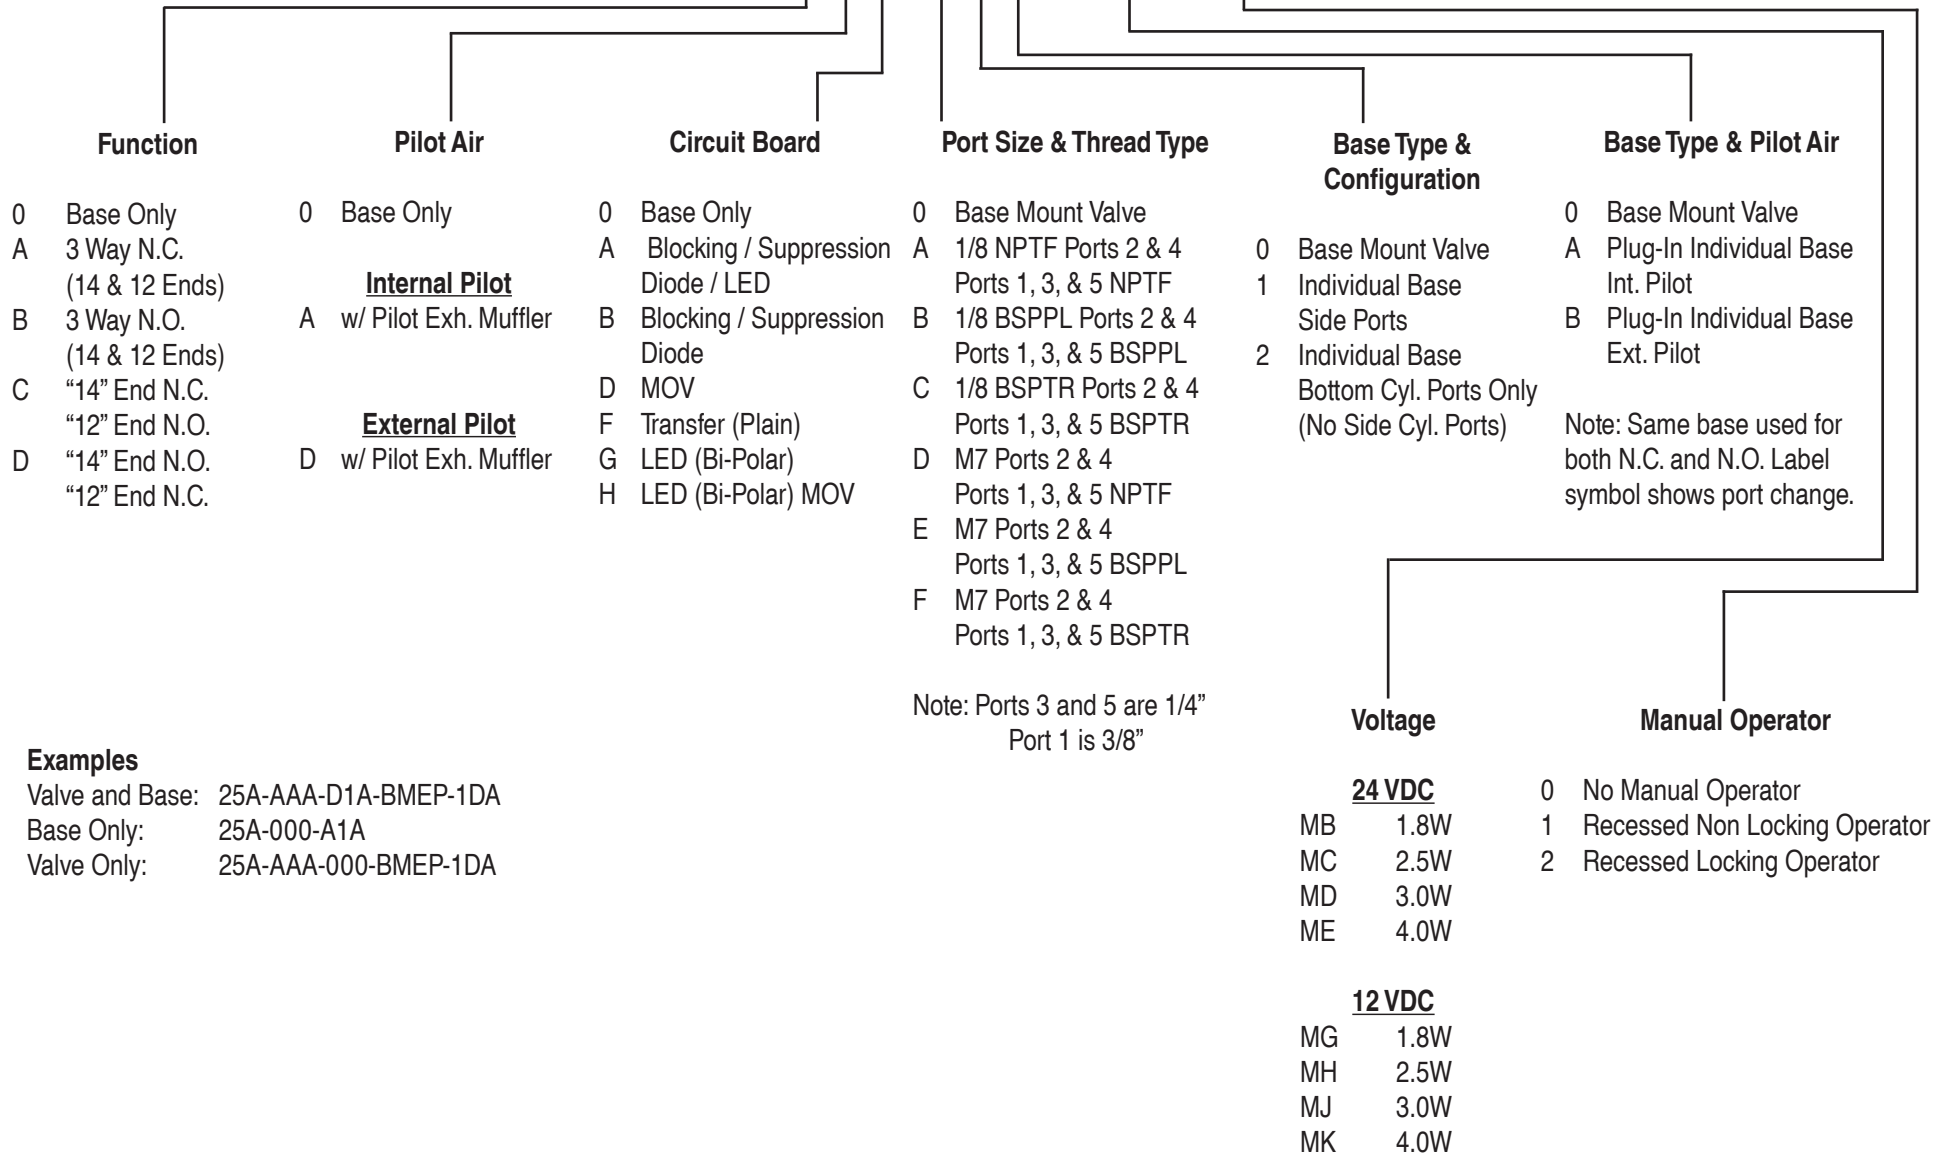 Function
0 Base Only
A 3 Way N.C.
(14 & 12 Ends)
B 3 Way N.O.
(14 & 12 Ends)
C “14” End N.C.
“12” End N.O.
D “14” End N.O.
“12” End N.C.
Pilot Air
0 Base Only
Internal Pilot
A w/ Pilot Exh. Muffler
External Pilot
D w/ Pilot Exh. Muffler
Circuit Board
0 Base Only
A Blocking / Suppression
Diode / LED
B Blocking / Suppression
Diode
D MOV
F Transfer (Plain)
G LED (Bi-Polar)
H LED (Bi-Polar) MOV
Port Size & Thread Type
0 Base Mount Valve
A 1/8 NPTF Ports 2 & 4
Ports 1, 3, & 5 NPTF
B 1/8 BSPPL Ports 2 & 4
Ports 1, 3, & 5 BSPPL
C 1/8 BSPTR Ports 2 & 4
Ports 1, 3, & 5 BSPTR
D M7 Ports 2 & 4
Ports 1, 3, & 5 NPTF
E M7 Ports 2 & 4
Ports 1, 3, & 5 BSPPL
F M7 Ports 2 & 4
Ports 1, 3, & 5 BSPTR
Note: Ports 3 and 5 are 1/4”
Port 1 is 3/8”
Base Type &
Configuration
0 Base Mount Valve
1 Individual Base
Side Ports
2 Individual Base
Bottom Cyl. Ports Only
(No Side Cyl. Ports)
Base Type & Pilot Air
0 Base Mount Valve
A Plug-In Individual Base
Int. Pilot
B Plug-In Individual Base
Ext. Pilot
Note: Same base used for
both N.C. and N.O. Label
symbol shows port change.
Voltage
24 VDC
MB 1.8W
MC 2.5W
MD 3.0W
ME 4.0W
12 VDC
MG 1.8W
MH 2.5W
MJ 3.0W
MK 4.0W
Manual Operator
0 No Manual Operator
1 Recessed Non Locking Operator
2 Recessed Locking Operator
Examples
Valve and Base: 25A-AAA-D1A-BMEP-1DA
Base Only: 25A-000-A1A
Valve Only: 25A-AAA-000-BMEP-1DA